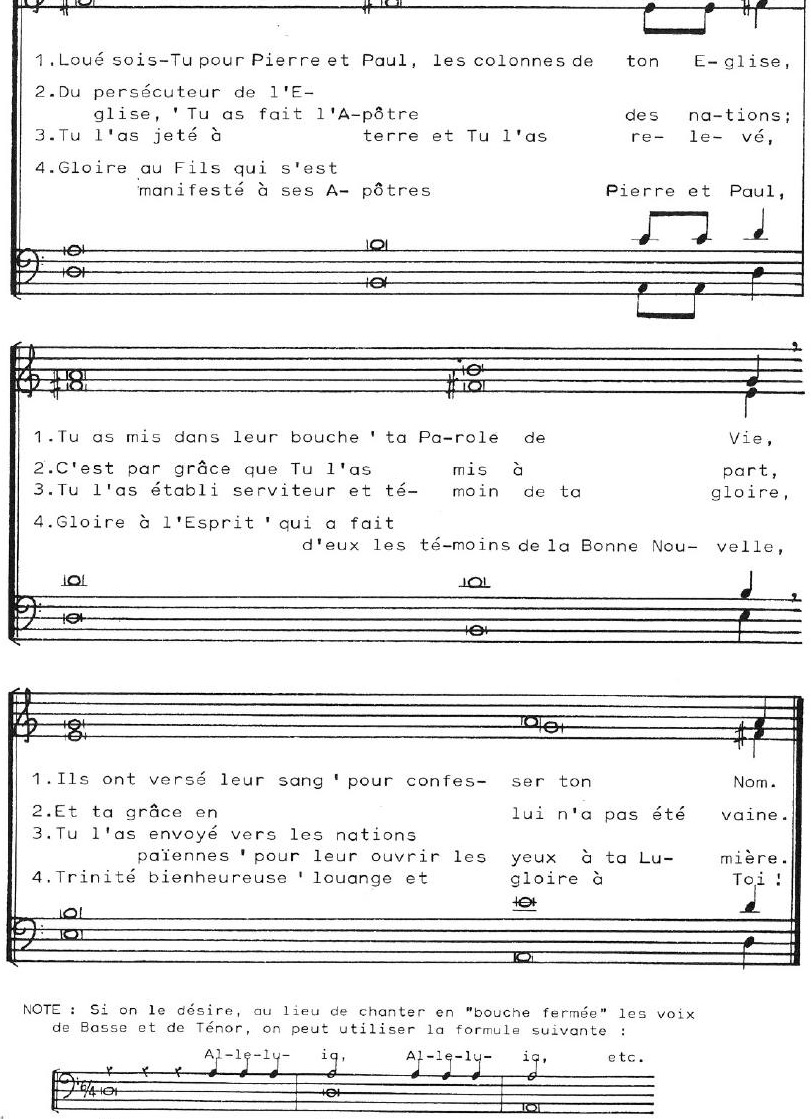 1.Loué sois-Tu pour Pierre et Paul, les colonnes de ton E-glise,
2.Du persécuteur de l'E-
glise, ' Tu as fait l'A-pôtre des na-tions;
3.Tu l'as jeté à terre et Tu l'as re- le- vé,
4.Gloire au Fils qui s'est
manifesté à ses A- pôtres Pierre et Paul,
1.Tu as mis dans leur bouche ' ta Pa-role de Vie,
2.C'est par grâce que Tu l'as mis à part,
3.Tu l'as établi serviteur et té- moin de ta gloire,
4.Gloire à l'Esprit ' qui a fait
d'eux les té-moins de la Bonne Nou- velle,
1.Ils ont versé leur sang ' pour confes- ser ton Nom.
2.Et ta grâce en lui n'a pas été vaine.
3.Tu l'as envoyé vers les nations
païennes ' pour leur ouvrir les yeux à ta Lu- mière.
4.Trinité bienheureuse ' louange et gloire à Toi !
NOTE : Si on le désire, au lieu de chanter en "bouche fermée" les voix
de Basse et de Ténor, on peut utiliser la formule suivante :
Al-le-lu- ia, Al-le-lu- ia, etc.
6/4